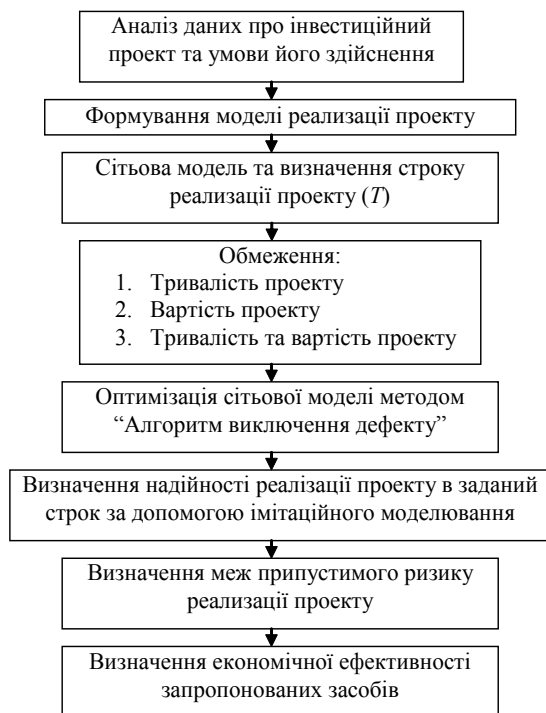 Аналіз даних про інвестиційний
проект та умови його здійснення
Формування моделі реализації проекту
Сітьова модель та визначення строку
реализації проекту (T)
Обмеження:
1. Тривалість проекту
2. Вартість проекту
3. Тривалість та вартість проекту
Оптимізація сітьової моделі методом
“Алгоритм виключення дефекту”
Визначення надійності реалізації проекту в заданий
строк за допомогою імітаційного моделювання
Визначення меж припустимого ризику
реализації проекту
Визначення економічної ефективності
запропонованих засобів